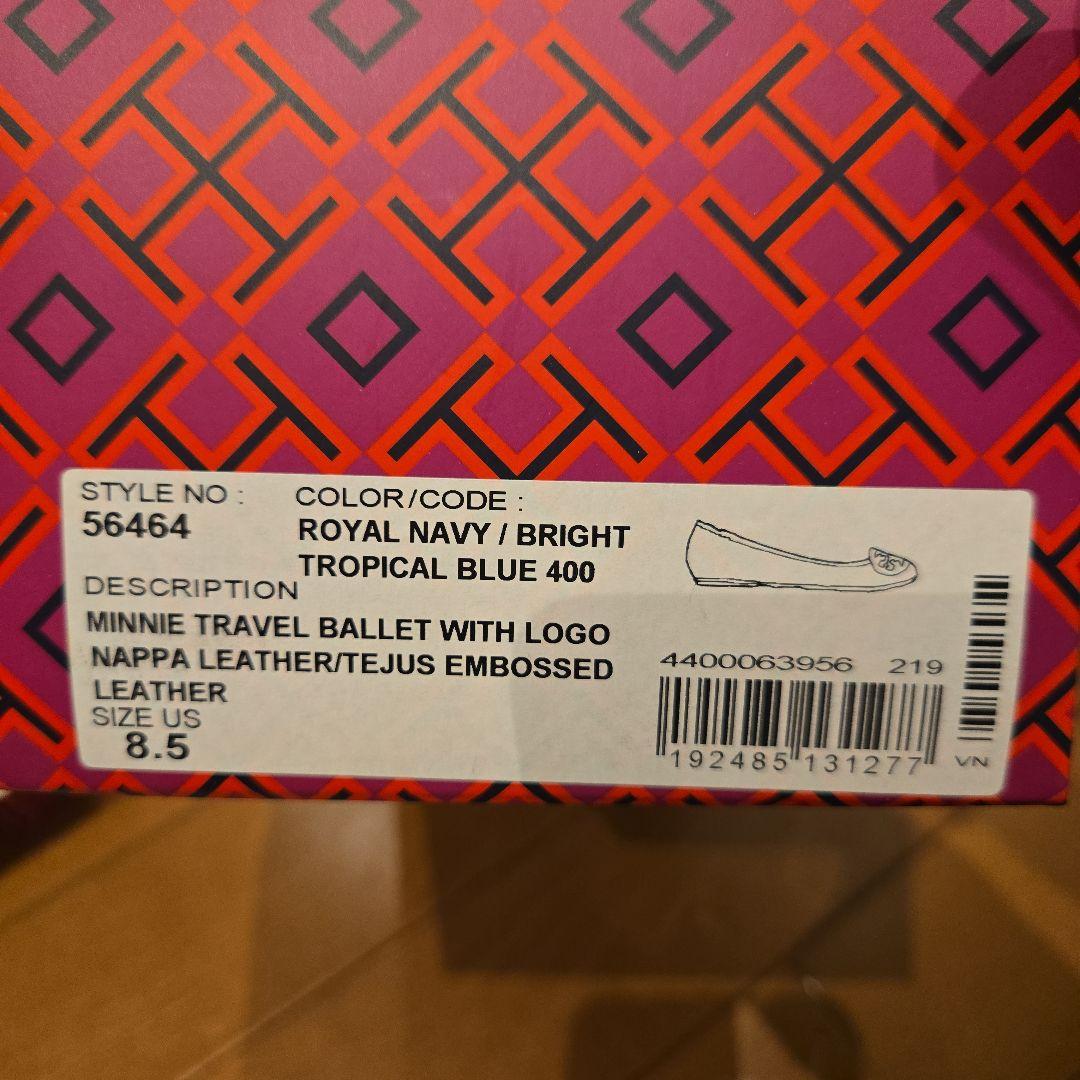 STYLE NO :
56464
COLOR/CODE :
ROYAL NAVY / BRIGHT
TROPICAL BLUE 400
DESCRIPTION
MINNIE TRAVEL BALLET WITH LOGO
NAPPA LEATHER/TEJUS EMBOSSED
LEATHER
SIZE US
8.5
4400063956 219
192485 131277
VN